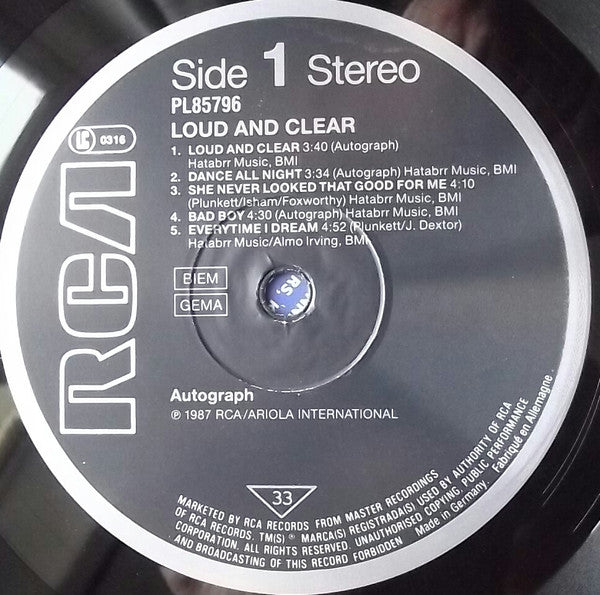 Side 1 Stereo
PL85796
LOUD AND CLEAR
LC 0316
1. LOUD AND CLEAR 3:40 (Autograph)
Hatabrr Music, BMI
2. DANCE ALL NIGHT 3:34 (Autograph) Hatabrr Music, BMI
3. SHE NEVER LOOKED THAT GOOD FOR ME 4:10
(Plunkett/Isham/Foxworthy) Hatabrr Music, BMI
4. BAD BOY 4:30 (Autograph) Hatabrr Music, BMI
5. EVERYTIME I DREAM 4:52 (Plunkett/J. Dextor)
Hatabrr Music/Almo Irving, BMI
RCA
BIEM
GEMA
Autograph
℗ 1987 RCA/ARIOLA INTERNATIONAL
33
MARKETED BY RCA RECORDS FROM MASTER RECORDINGS
OF RCA RECORDS. TM(S) ® MARCA(S) REGISTRADA(S) USED BY AUTHORITY OF RCA
CORPORATION. ALL RIGHTS RESERVED. UNAUTHORISED COPYING, PUBLIC PERFORMANCE
AND BROADCASTING OF THIS RECORD FORBIDDEN
Made in Germany.
Fabriqué en Allemagne